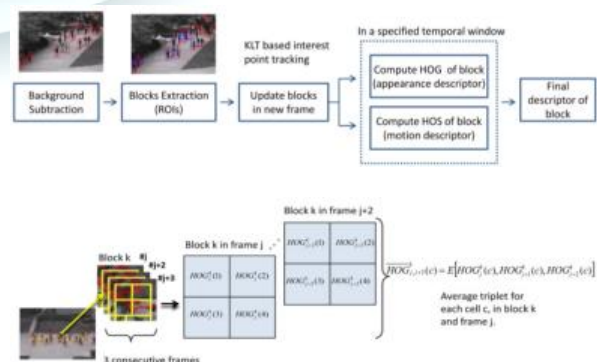 In a specified temporal window
KLT based interest
point tracking
Background
Subtraction
Blocks Extraction
(ROIs)
Update blocks
in new frame
Compute HOG of block
(appearance descriptor)
Compute HOS of block
(motion descriptor)
Final
descriptor of
block
Block k in frame j+2
Block k in frame j
Block k
#j
#j+2
#j+3
Average triplet for
each cell c, in block k
and frame j.
3 consecutive frames